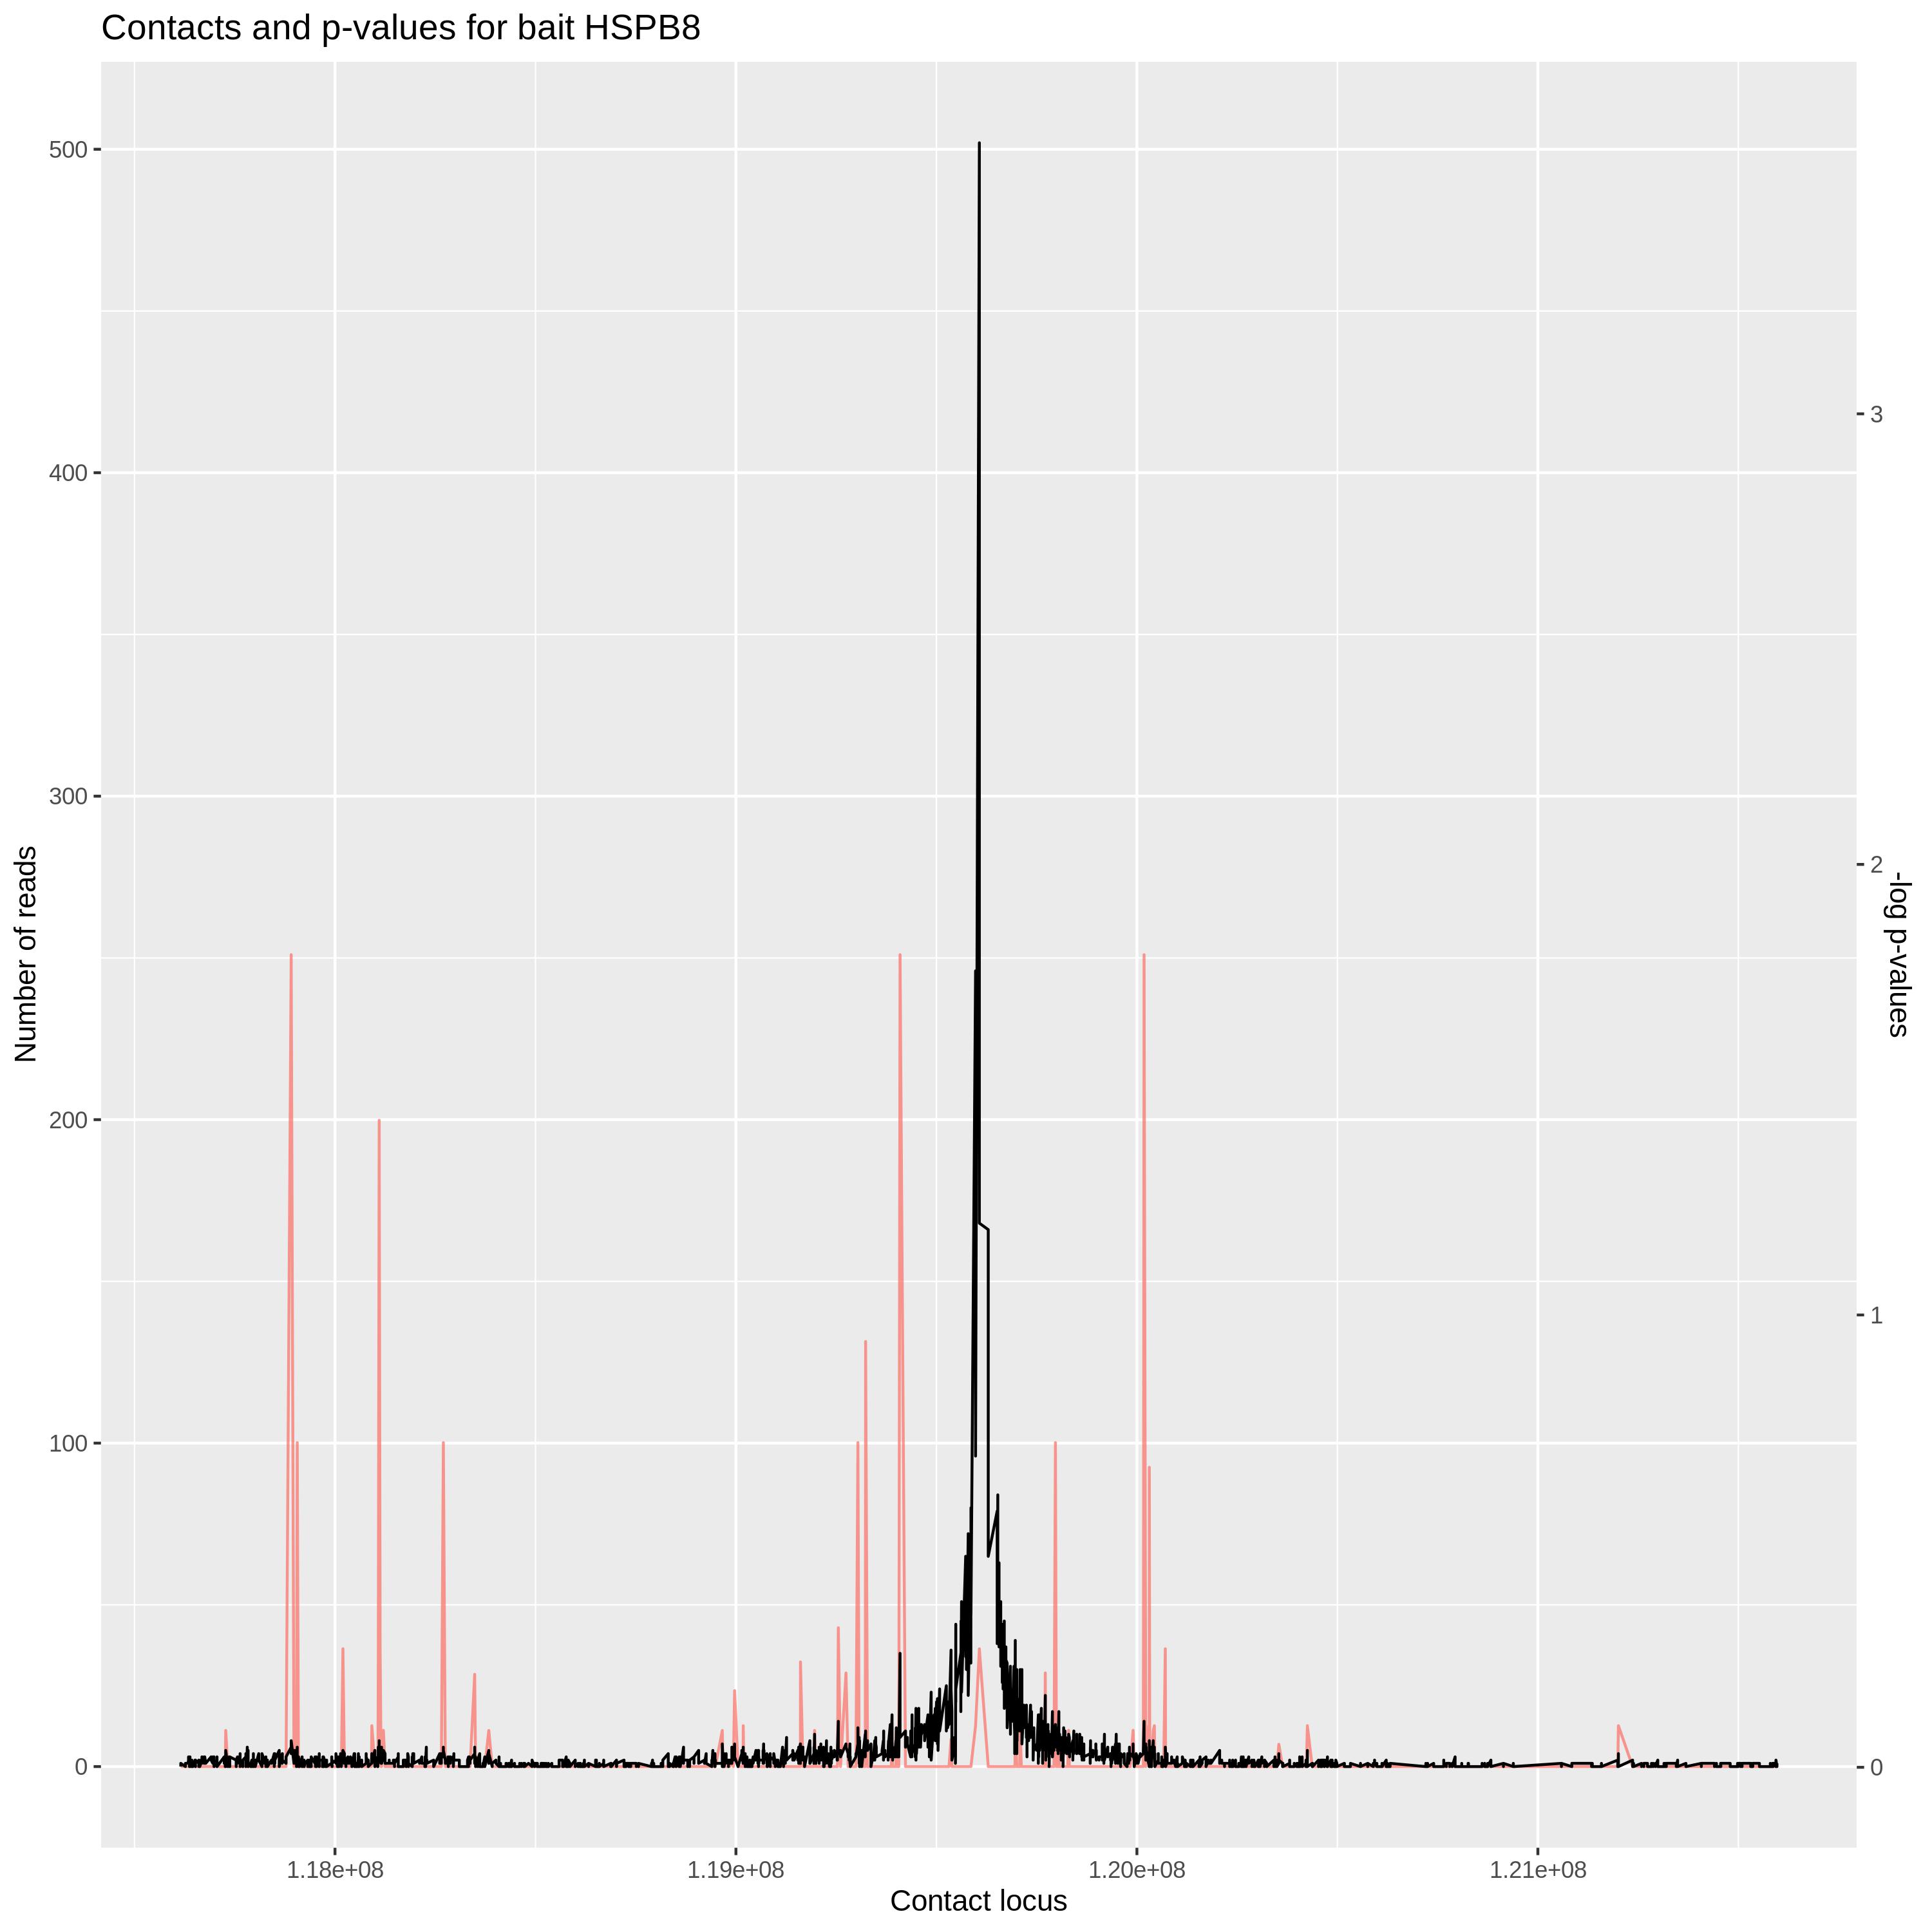 Contacts and p-values for bait HSPB8
500
400
300
200
100
0
Number of reads
3
2
1
0
-log p-values
1.18e+08
1.19e+08
1.20e+08
1.21e+08
Contact locus